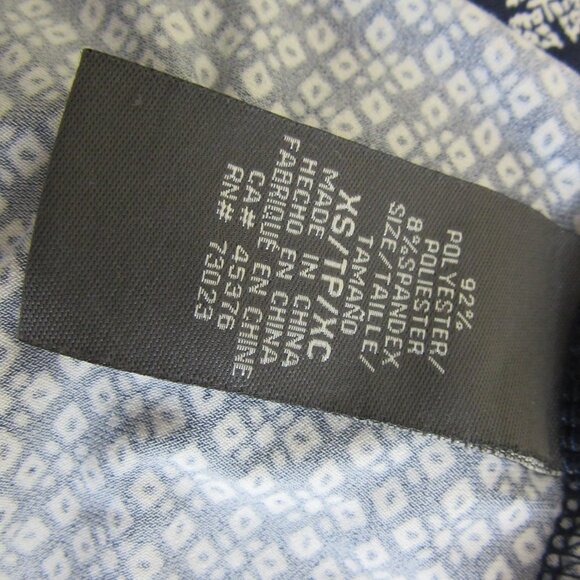 92%
POLYESTER/
POLIESTER
8%SPANDEX
SIZE/TAILLE/
TAMAÑO
XS/TP/XC
MADE IN CHINA
HECHO EN CHINA
FABRIQUE EN CHINE
CA# 45376
RN# 73023